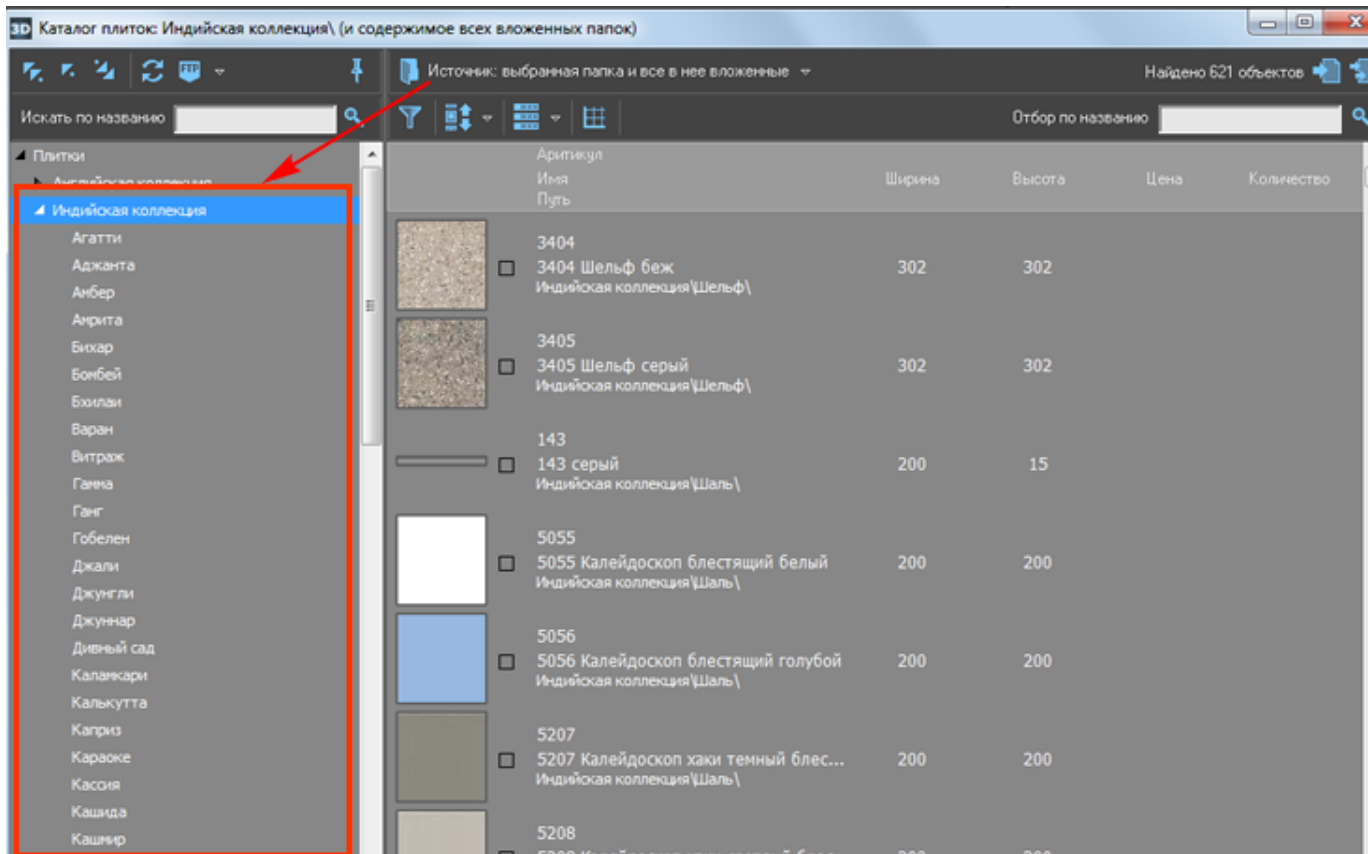 3D Каталог плиток: Индийская коллекция\ (и содержимое всех вложенных папок)
FTP
Источник: выбранная папка и все в нее вложенные
Найдено 621 объектов
Искать по названию
Отбор по названию
Плитки
Английская коллекция
Индийская коллекция
Агатти
Аджанта
Амбер
Амрита
Бихар
Бомбей
Бхилаи
Варан
Витраж
Гамма
Ганг
Гобелен
Джали
Джунгли
Джуннар
Дивный сад
Каламкари
Калькутта
Каприз
Караоке
Кассия
Кашида
Кашмир
Аритикул
Имя
Путь
Ширина
Высота
Цена
Количество
3404
3404 Шельф беж 302 302
Индийская коллекция\Шельф\
3405
3405 Шельф серый 302 302
Индийская коллекция\Шельф\
143
143 серый 200 15
Индийская коллекция\Шаль\
5055
5055 Калейдоскоп блестящий белый 200 200
Индийская коллекция\Шаль\
5056
5056 Калейдоскоп блестящий голубой 200 200
Индийская коллекция\Шаль\
5207
5207 Калейдоскоп хаки темный блес... 200 200
Индийская коллекция\Шаль\
5208